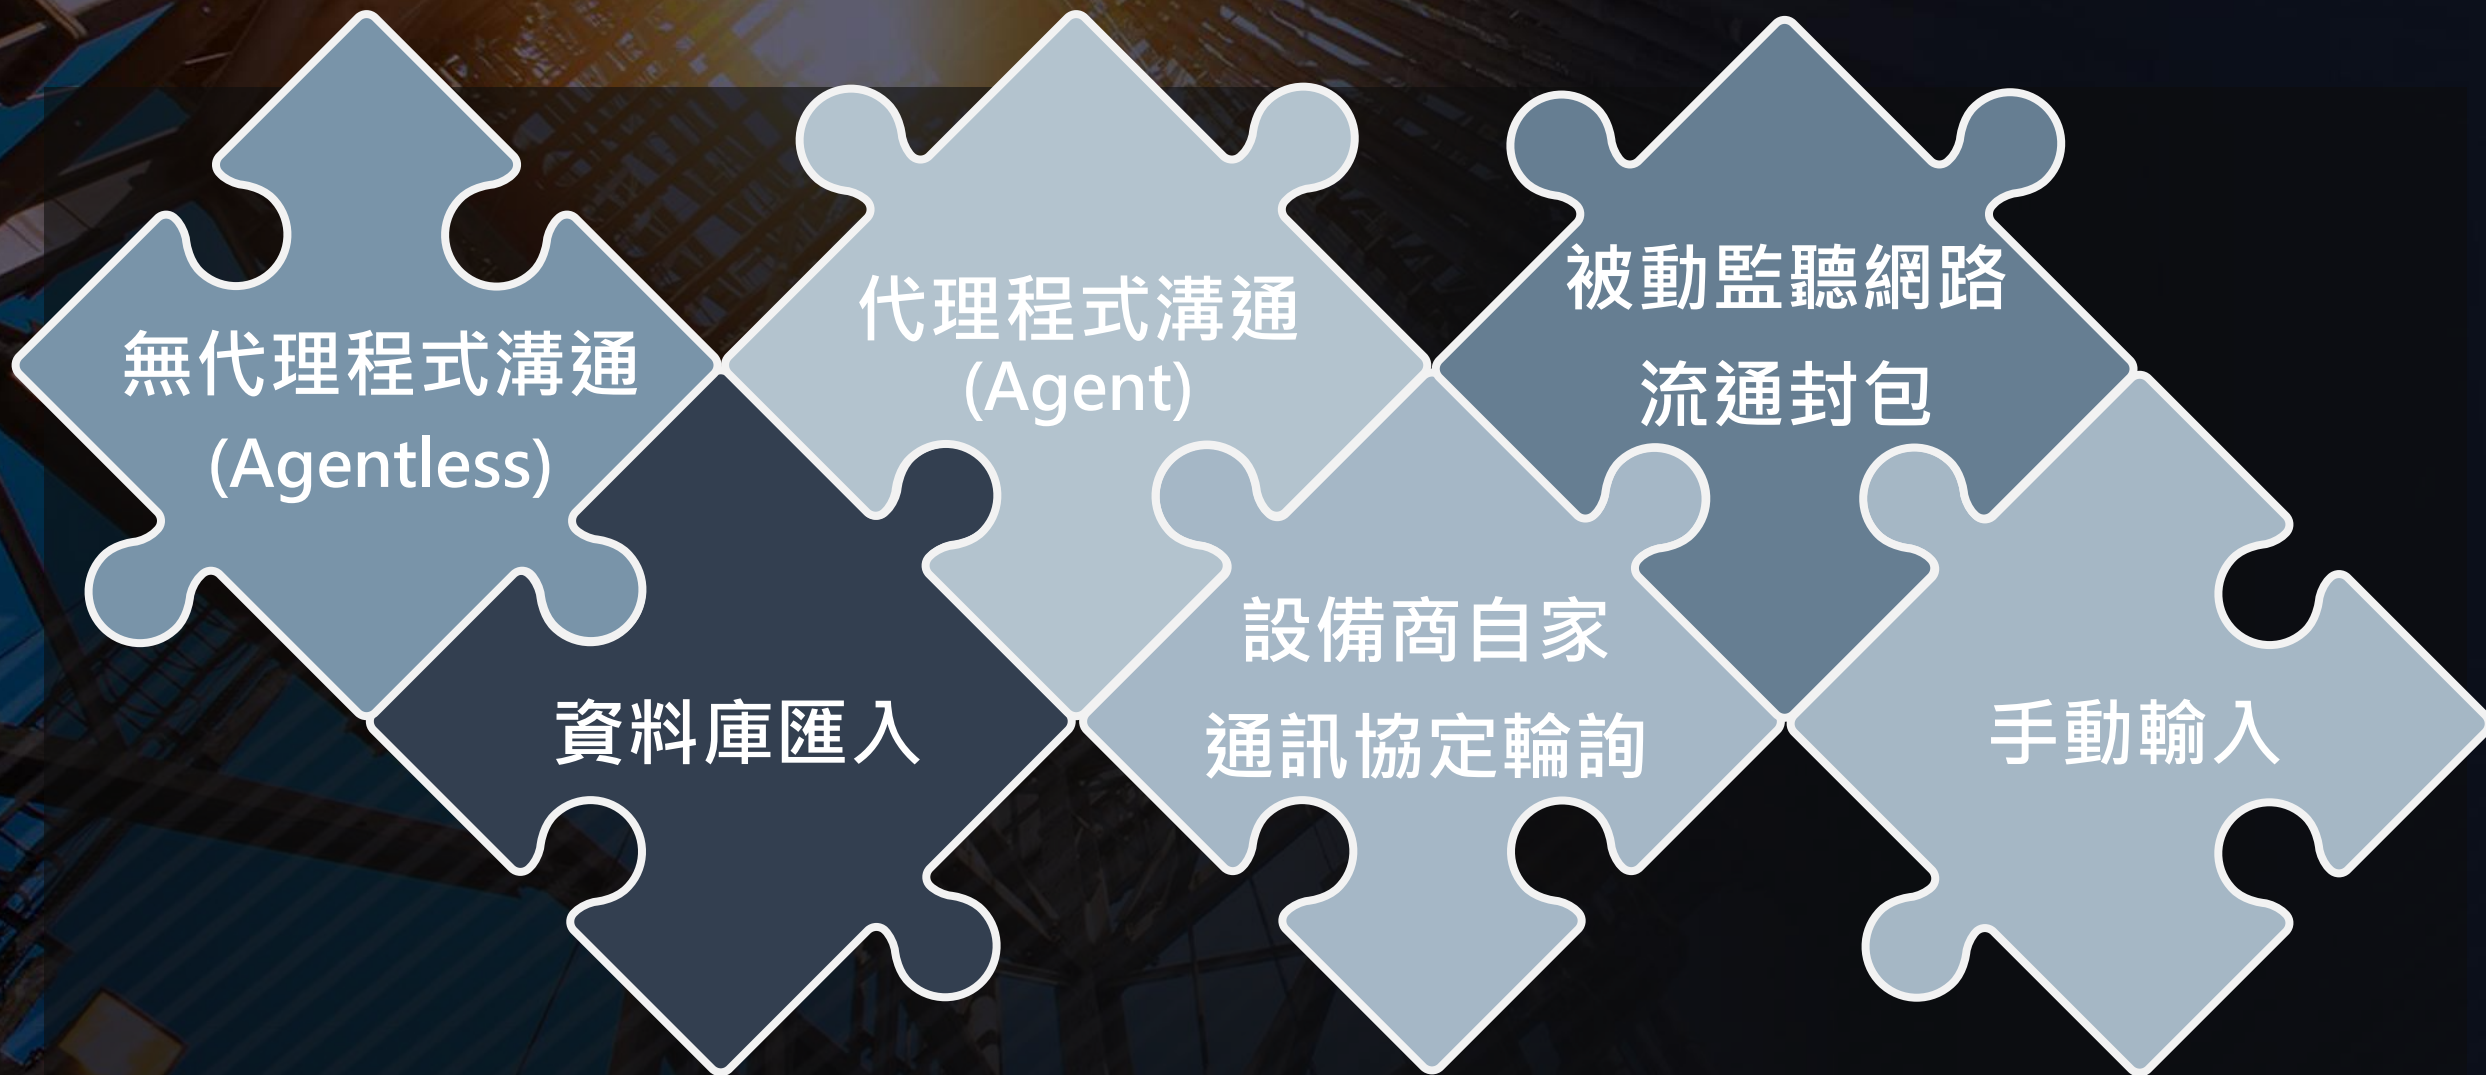 無代理程式溝通
(Agentless)
代理程式溝通
(Agent)
被動監聽網路
流通封包
資料庫匯入
設備商自家
通訊協定輪詢
手動輸入